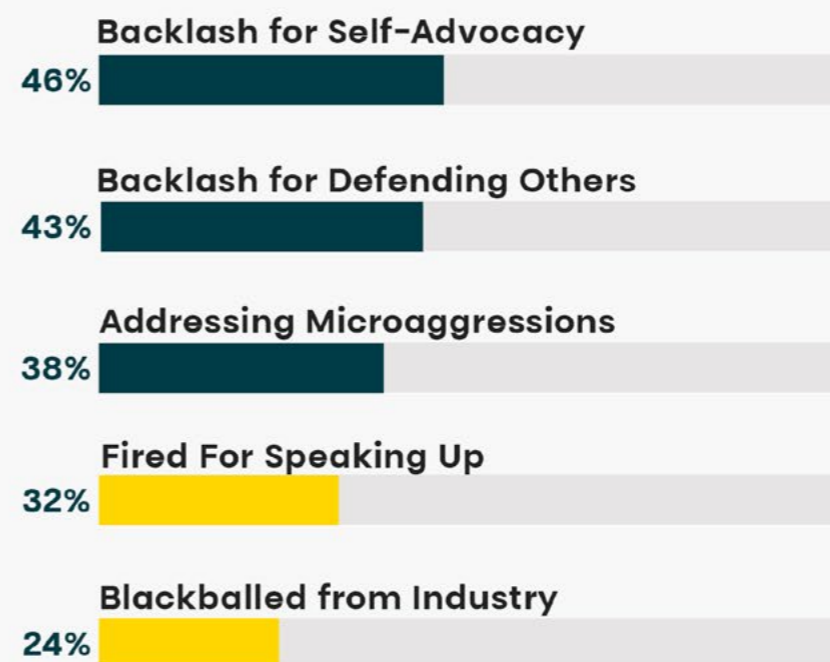 Backlash for Self-Advocacy
46%
Backlash for Defending Others
43%
Addressing Microaggressions
38%
Fired For Speaking Up
32%
Blackballed from Industry
24%